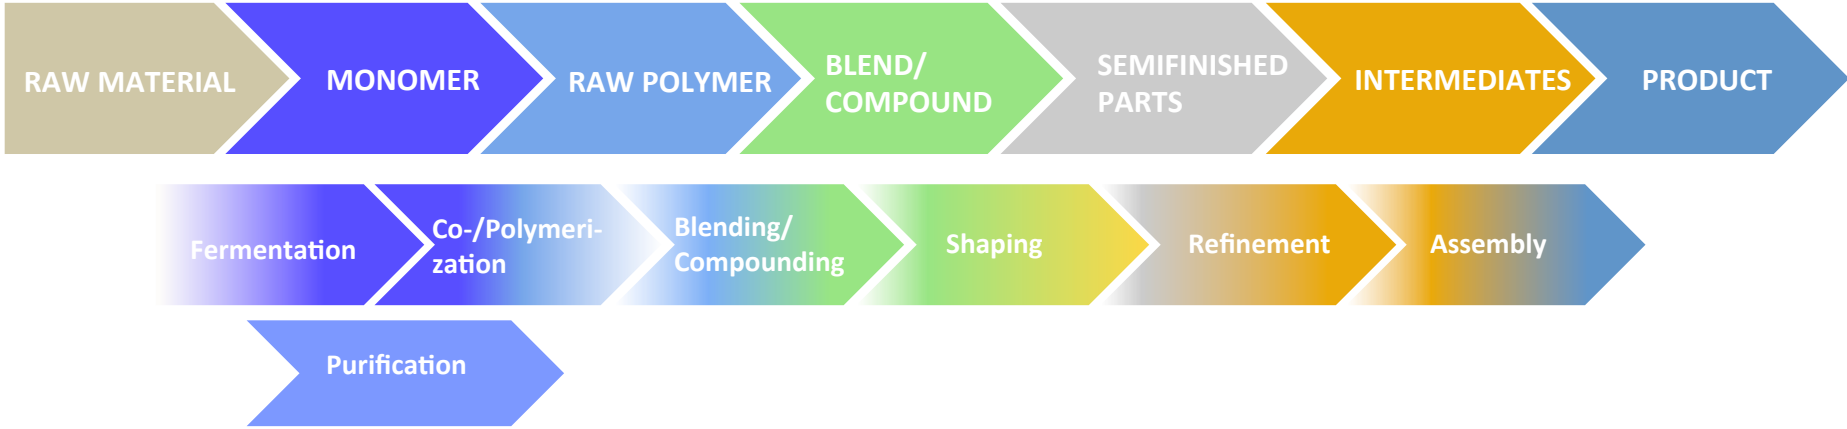 RAW MATERIAL
MONOMER
RAW POLYMER
BLEND/
COMPOUND
SEMIFINISHED
PARTS
INTERMEDIATES
PRODUCT
Fermentation
Co-/Polymeri-
zation
Blending/
Compounding
Shaping
Refinement
Assembly
Purification